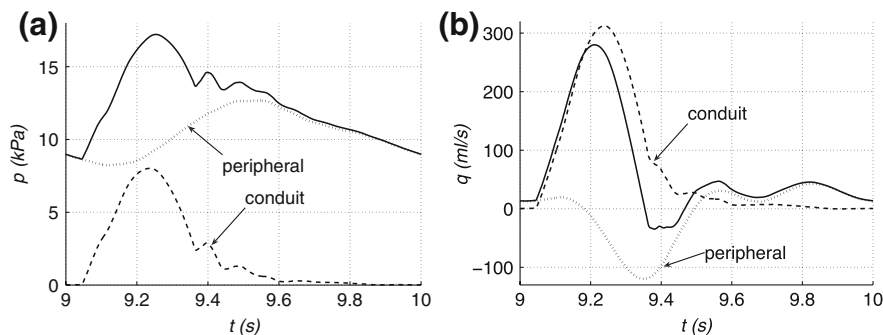 (a)
15
10
5
0
p (kPa)
peripheral
conduit
9
9.2
9.4
9.6
9.8
10
t (s)
(b)
300
200
100
0
−100
q (ml/s)
conduit
peripheral
9
9.2
9.4
9.6
9.8
10
t (s)